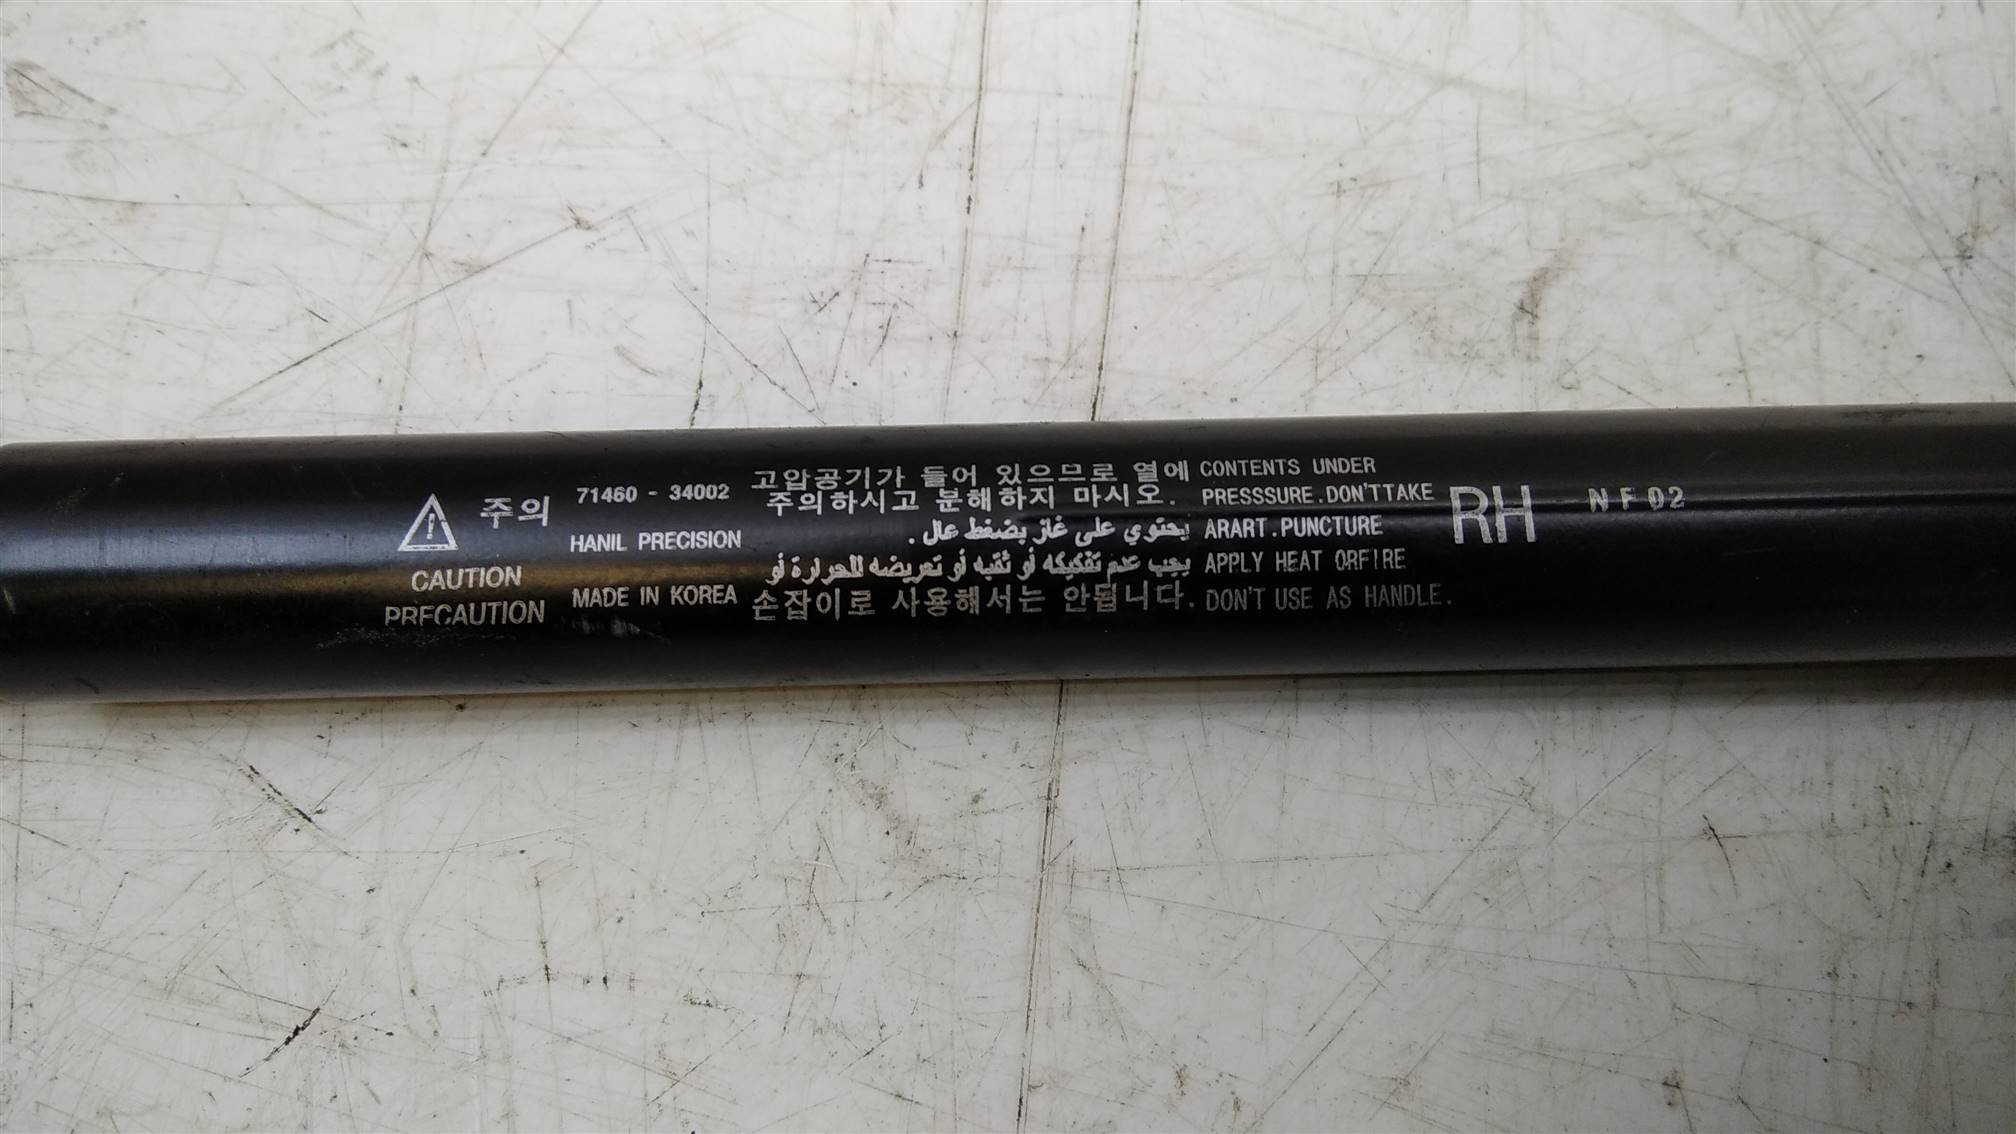 주의
CAUTION
PRECAUTION
71460 - 34002
HANIL PRECISION
MADE IN KOREA
고압공기가 들어 있으므로 열에
주의하시고 분해하지 마시오.
يحتوي على غاز بضغط عال .
يجب عدم تفكيكه أو ثقبه أو تعريضه للحرارة أو
손잡이로 사용해서는 안됩니다.
CONTENTS UNDER
PRESSSURE.DON'TTAKE
ARART.PUNCTURE
APPLY HEAT ORFIRE
DON'T USE AS HANDLE.
RH
NF02